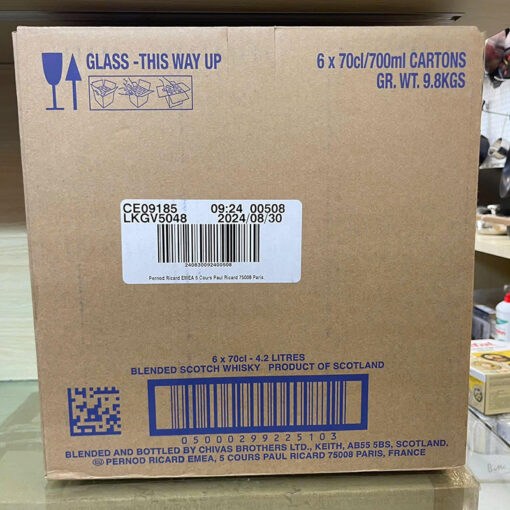 GLASS -THIS WAY UP
6 x 70cl/700ml CARTONS
GR. WT. 9.8KGS
CE09185 09:24 00508
LKGV5048 2024/08/30
240830092400508
Pernod Ricard EMEA 5 Cours Paul Ricard 75008 Paris
6 x 70cl - 4.2 LITRES
BLENDED SCOTCH WHISKY PRODUCT OF SCOTLAND
05000299225103
BLENDED AND BOTTLED BY CHIVAS BROTHERS LTD., KEITH, AB55 5BS, SCOTLAND.
EU PERNOD RICARD EMEA, 5 COURS PAUL RICARD 75008 PARIS, FRANCE